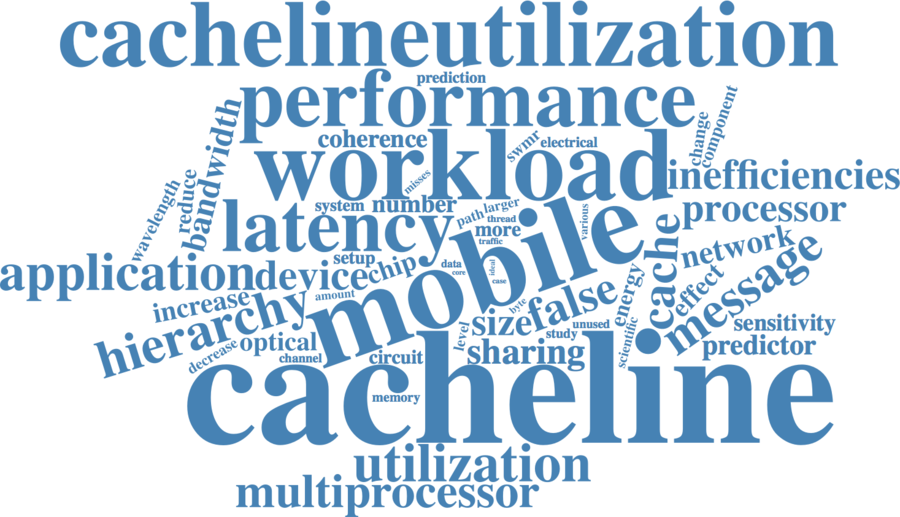 cachelineutilization
prediction
performance
bandwidth
change
component
coherence
swmr
electrical
workload
inefficiencies
misses
wavelength
reduce
system
number
path
larger
thread
more
traffic
various
latency
mobile
cache
processor
network
message
setup
application
device
chip
data
core
ideal
case
energy
effect
increase
hierarchy
amount
byte
size
false
level
study
unused
scientific
sensitivity
predictor
decrease
optical
channel
circuit
sharing
cacheline
memory
utilization
multiprocessor